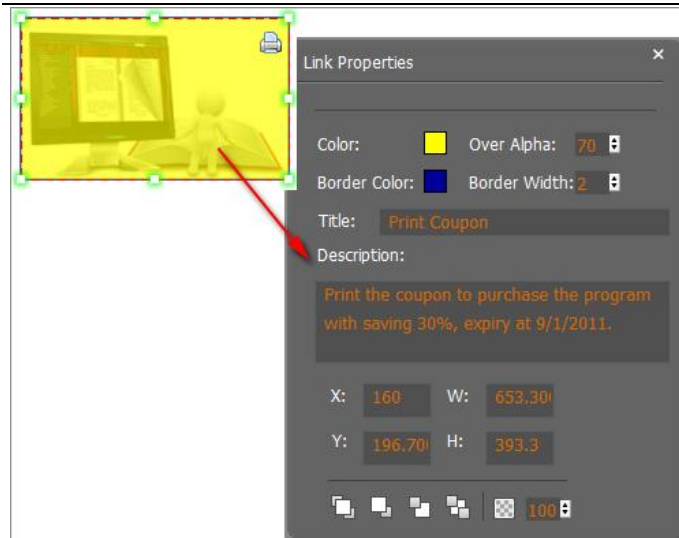 Link Properties ×
Color: Over Alpha: 70
Border Color: Border Width: 2
Title: Print Coupon
Description:
Print the coupon to purchase the program
with saving 30%, expiry at 9/1/2011.
X: 160 W: 653.30
Y: 196.70 H: 393.3
100